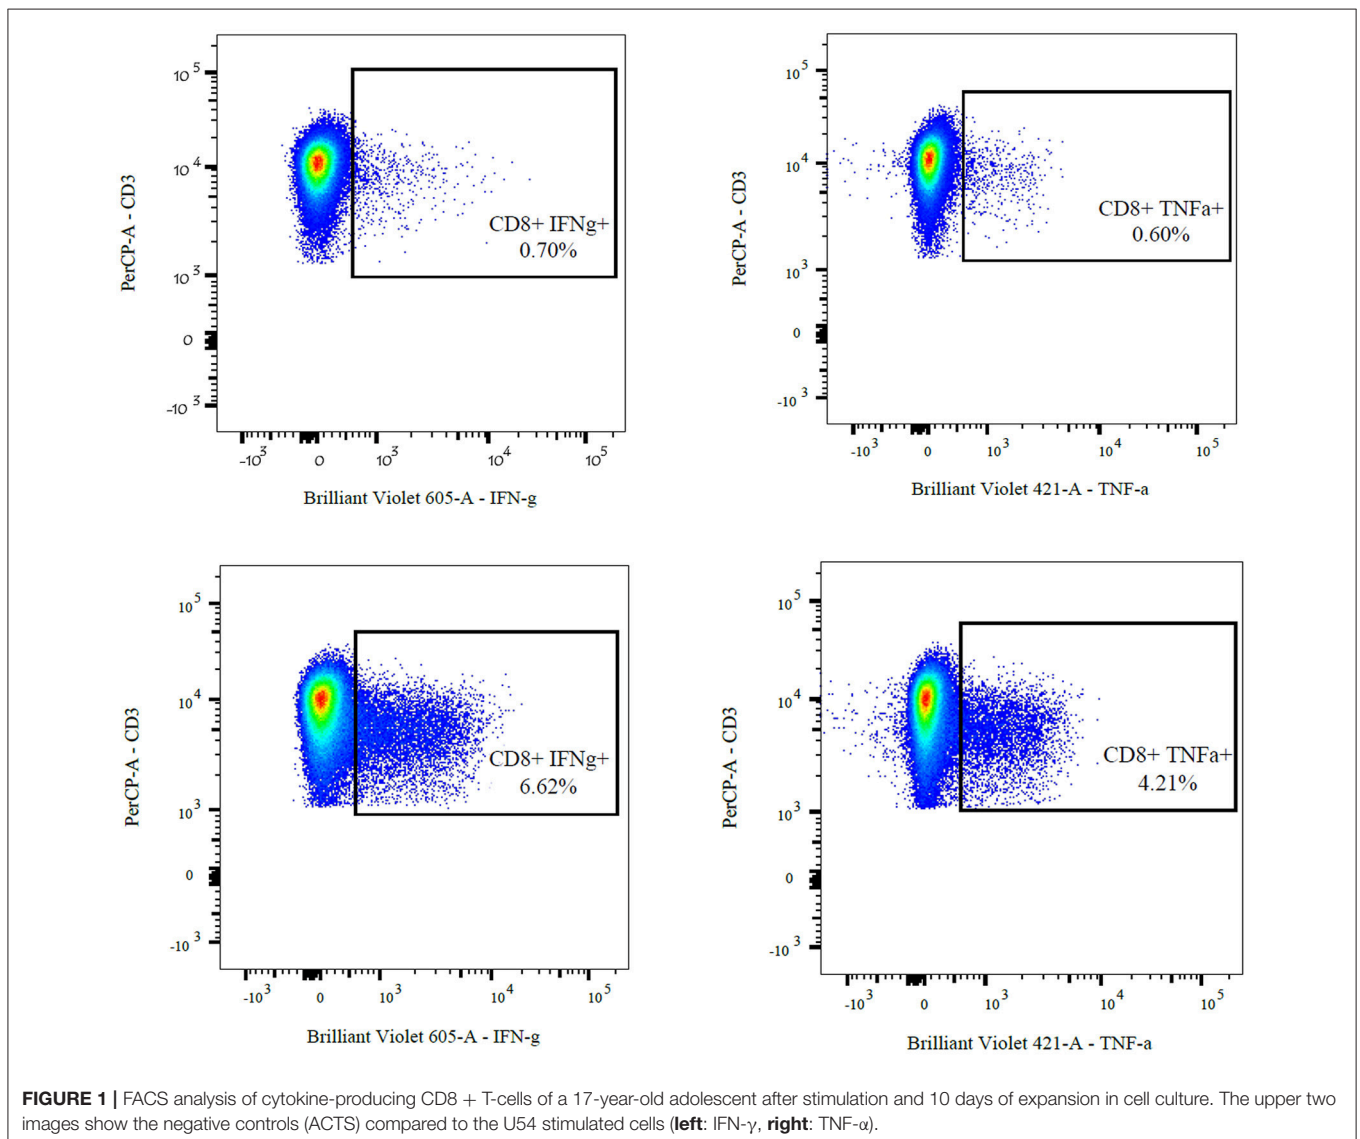 10 5
10 4
10 3
0
-10 3
PerCP-A - CD3
CD8+ IFNg+
0.70%
-10 3 0 10 3 10 4 10 5
Brilliant Violet 605-A - IFN-g
10 5
10 4
10 3
0
-10 3
PerCP-A - CD3
CD8+ TNFa+
0.60%
-10 3 0 10 3 10 4 10 5
Brilliant Violet 421-A - TNF-a
10 5
10 4
10 3
0
-10 3
PerCP-A - CD3
CD8+ IFNg+
6.62%
-10 3 0 10 3 10 4 10 5
Brilliant Violet 605-A - IFN-g
10 5
10 4
10 3
0
-10 3
PerCP-A - CD3
CD8+ TNFa+
4.21%
-10 3 0 10 3 10 4 10 5
Brilliant Violet 421-A - TNF-a
FIGURE 1 | FACS analysis of cytokine-producing CD8 + T-cells of a 17-year-old adolescent after stimulation and 10 days of expansion in cell culture. The upper two
images show the negative controls (ACTS) compared to the U54 stimulated cells (left: IFN-γ, right: TNF-α).